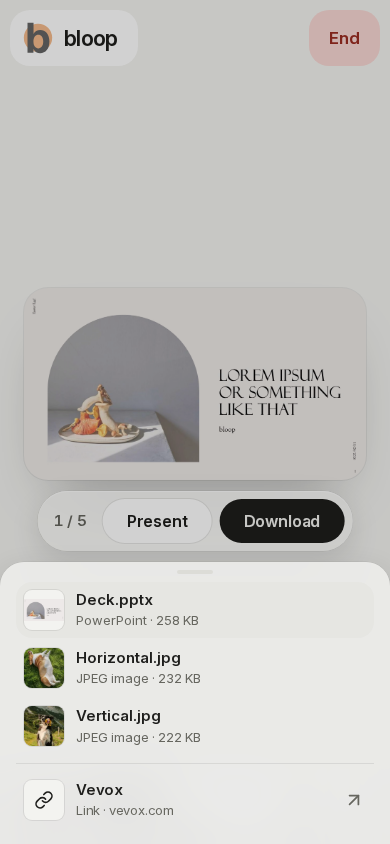 bloop
End
LOREM IPSUM
OR SOMETHING
LIKE THAT
bloop
1 / 5
Present
Download
Deck.pptx
PowerPoint · 258 KB
Horizontal.jpg
JPEG image · 232 KB
Vertical.jpg
JPEG image · 222 KB
Vevox
Link · vevox.com